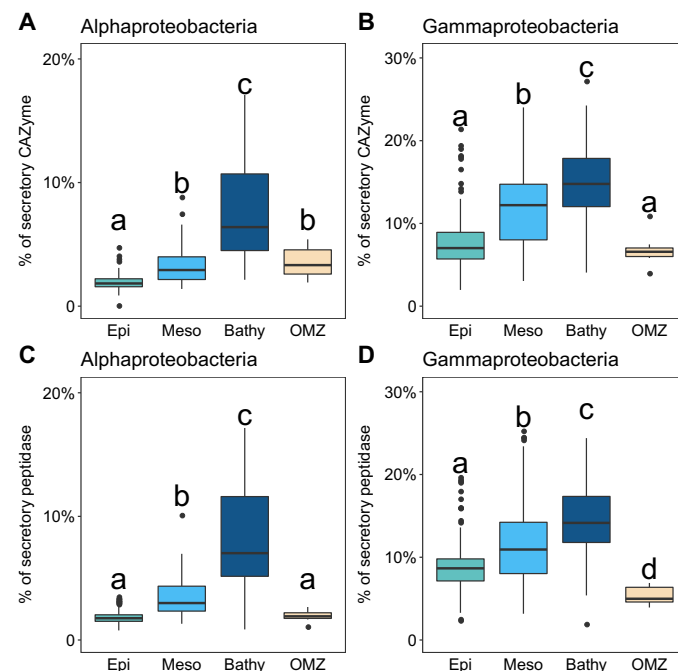 A Alphaproteobacteria
% of secretory CAZyme
20%
10%
0
a
b
c
b
Epi Meso Bathy OMZ
B Gammaproteobacteria
% of secretory CAZyme
30%
20%
10%
0
a
b
c
a
Epi Meso Bathy OMZ
C Alphaproteobacteria
% of secretory peptidase
20%
10%
0
a
b
c
a
Epi Meso Bathy OMZ
D Gammaproteobacteria
% of secretory peptidase
30%
20%
10%
0
a
b
c
d
Epi Meso Bathy OMZ